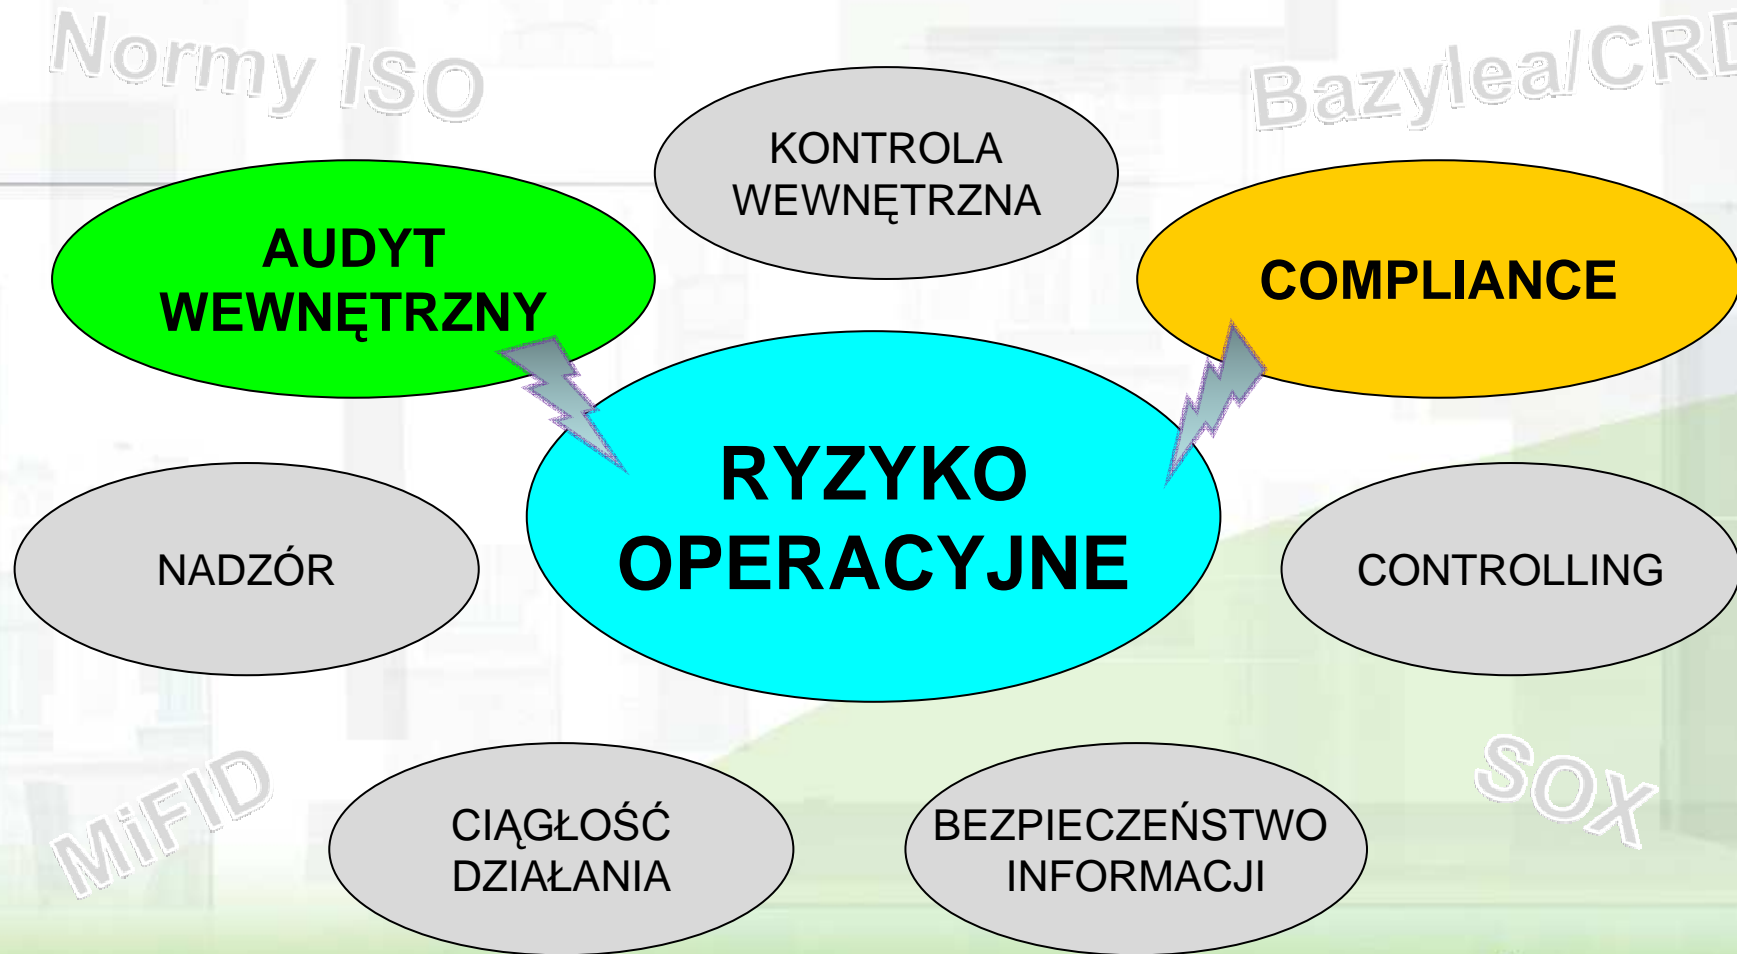 Normy ISO
Bazylea/CRD
KONTROLA
WEWNĘTRZNA
AUDYT
WEWNĘTRZNY
COMPLIANCE
RYZYKO
OPERACYJNE
NADZÓR
CONTROLLING
MiFID
SOX
CIĄGŁOŚĆ
DZIAŁANIA
BEZPIECZEŃSTWO
INFORMACJI